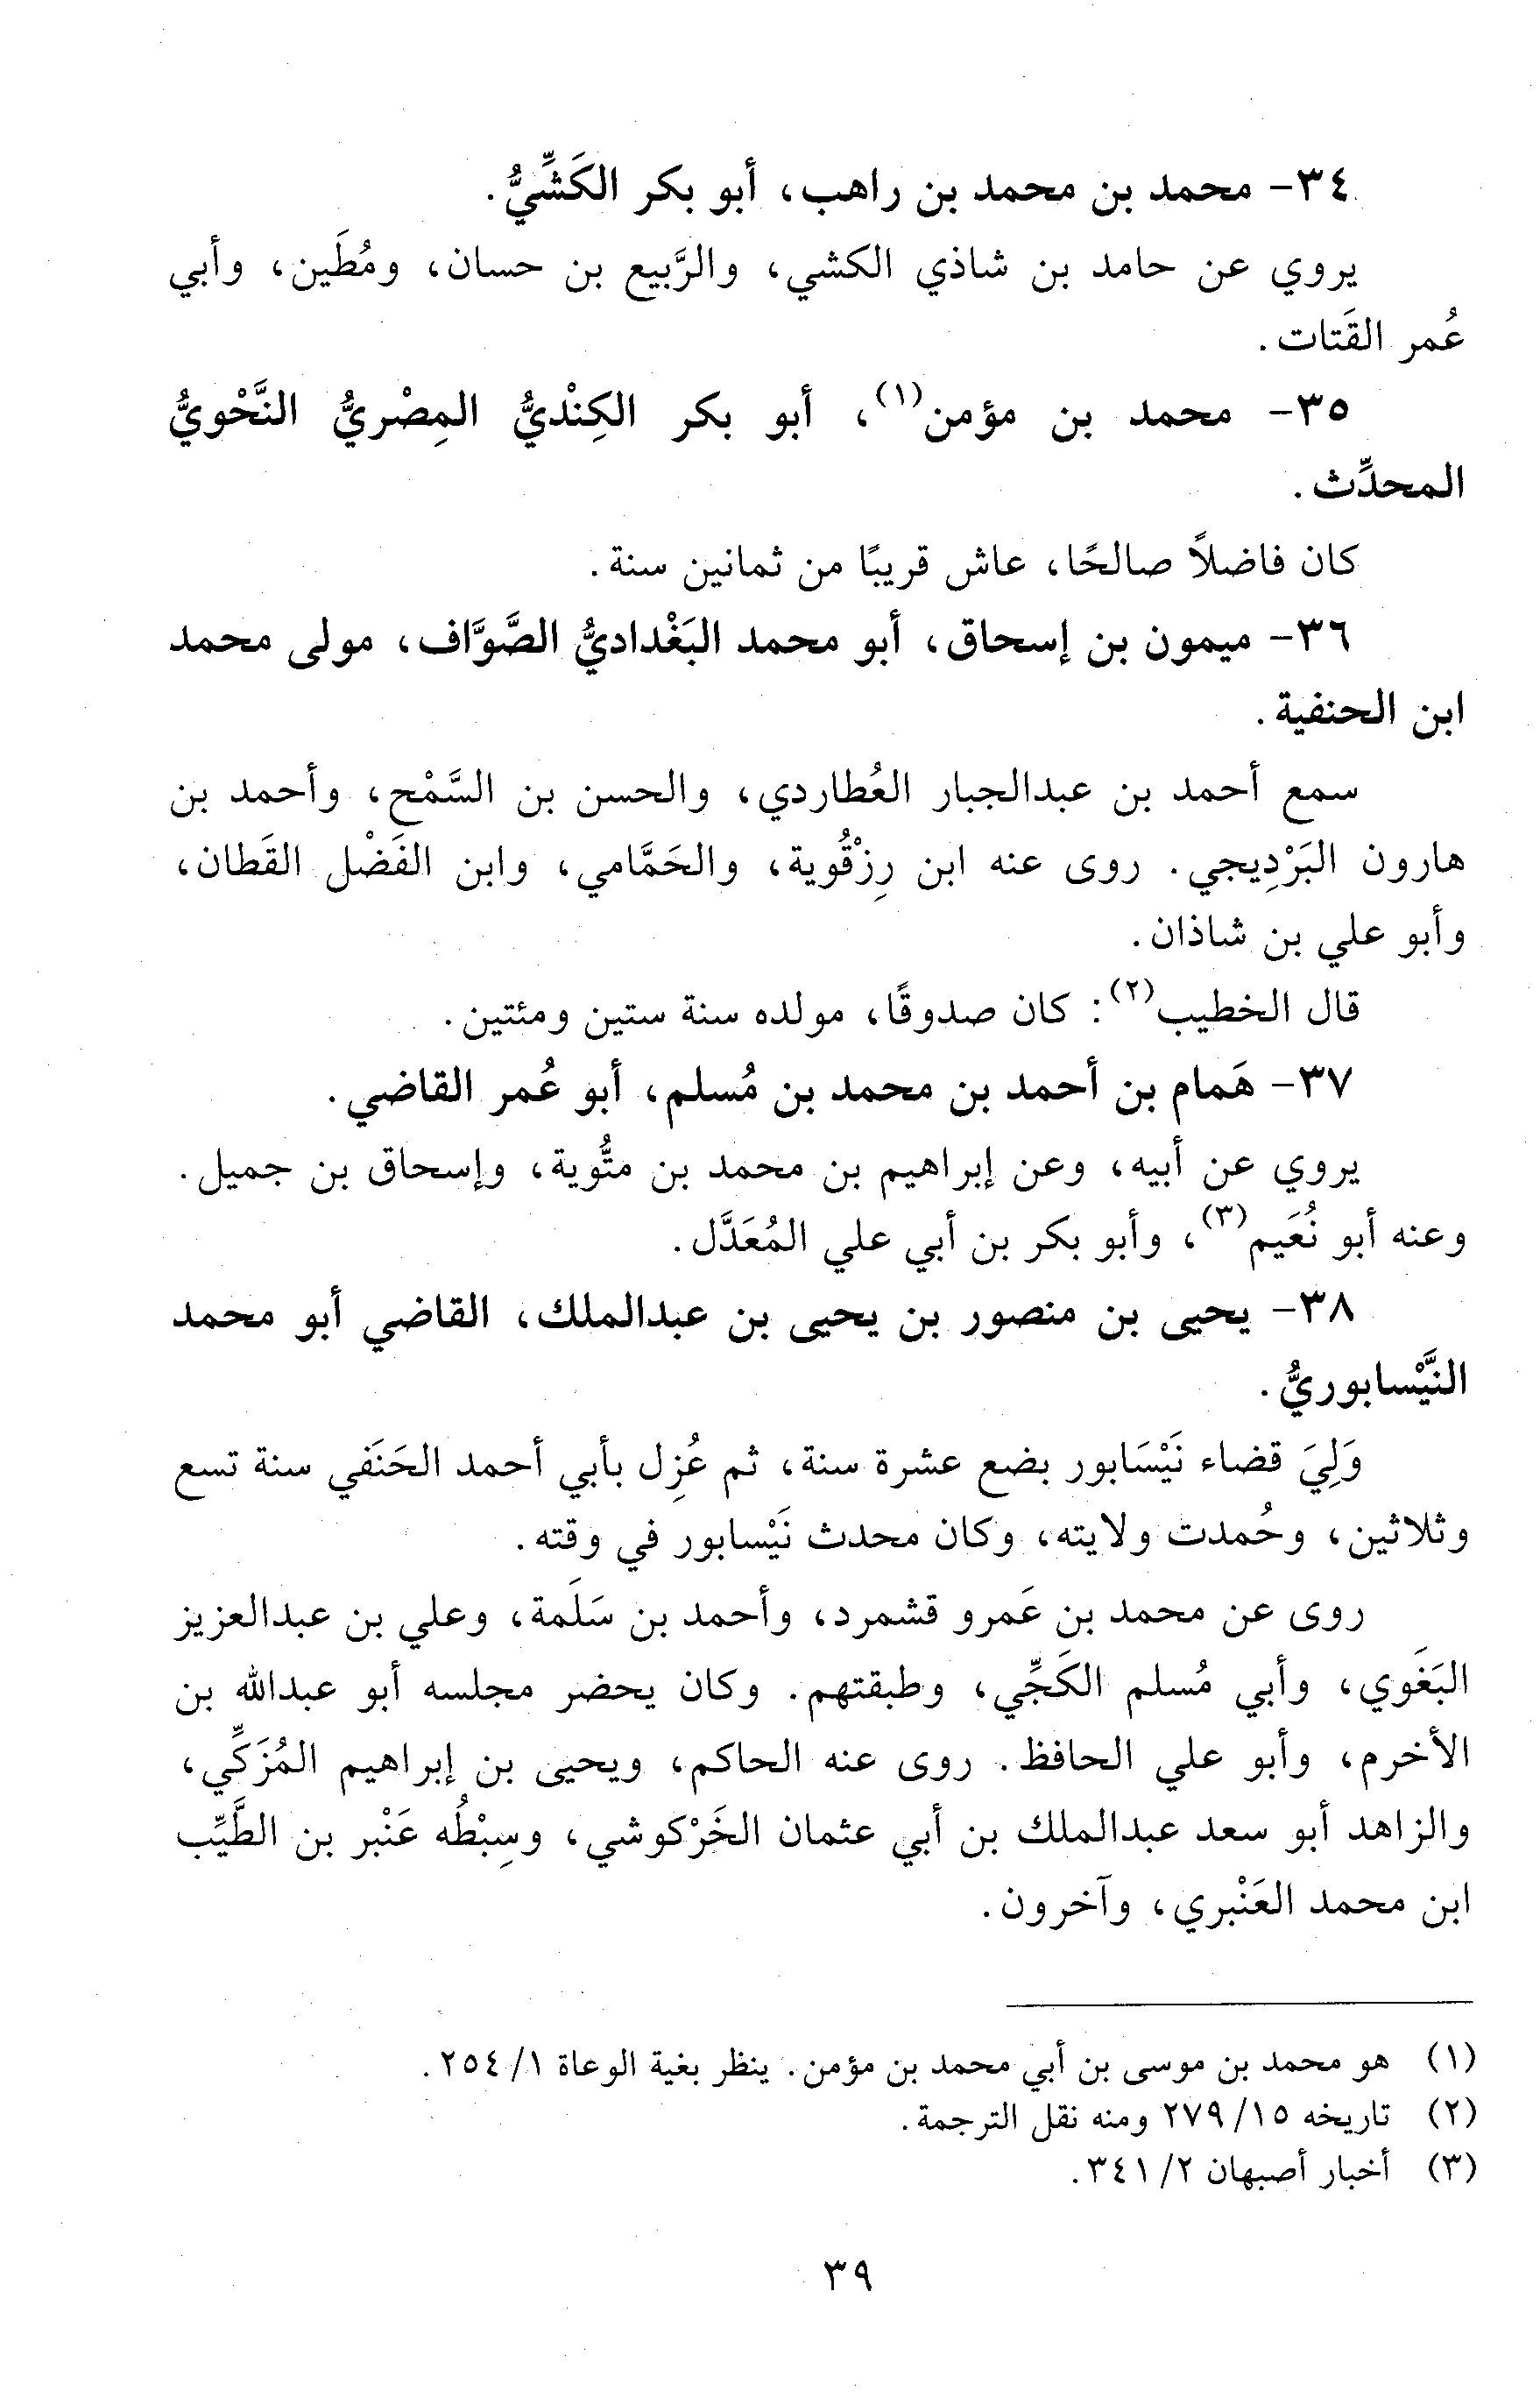 ٣٤- محمد بن محمد بن راهب، أبو بكر الكَشِّيُّ.
يروي عن حامد بن شاذي الكشي، والرَّبيع بن حسان، ومُطَين، وأبي
عُمر القَتات.
٣٥- محمد بن مؤمن(١)، أبو بكر الكِنْديُّ المِصْريُّ النَّحْويُّ
المحدِّث.
كان فاضلاً صالحًا، عاش قريبًا من ثمانين سنة.
٣٦- ميمون بن إسحاق، أبو محمد البَغْداديُّ الصَّوَّاف، مولى محمد
ابن الحنفية.
سمع أحمد بن عبدالجبار العُطاردي، والحسن بن السَّمْح، وأحمد بن
هارون البَرْدِيجي. روى عنه ابن رِزْقُوية، والحَمَّامي، وابن الفَضْل القَطان،
وأبو علي بن شاذان.
قال الخطيب(٢): كان صدوقًا، مولده سنة ستين ومئتين.
٣٧- هَمام بن أحمد بن محمد بن مُسلم، أبو عُمر القاضي.
يروي عن أبيه، وعن إبراهيم بن محمد بن متُّوية، وإسحاق بن جميل.
وعنه أبو نُعَيم(٣)، وأبو بكر بن أبي علي المُعَدَّل.
٣٨- يحيى بن منصور بن يحيى بن عبدالملك، القاضي أبو محمد
النَّيْسابوريُّ.
وَلِيَ قضاء نَيْسَابور بضع عشرة سنة، ثم عُزِل بأبي أحمد الحَنَفي سنة تسع
وثلاثين، وحُمدت ولايته، وكان محدث نَيْسابور في وقته.
روى عن محمد بن عَمرو قشمرد، وأحمد بن سَلَمة، وعلي بن عبدالعزيز
البَغَوي، وأبي مُسلم الكَجِّي، وطبقتهم. وكان يحضر مجلسه أبو عبدالله بن
الأخرم، وأبو علي الحافظ. روى عنه الحاكم، ويحيى بن إبراهيم المُزَكِّي،
والزاهد أبو سعد عبدالملك بن أبي عثمان الخَرْكوشي، وسِبْطُه عَنْبر بن الطَّيِّب
ابن محمد العَنْبري، وآخرون.
(١) هو محمد بن موسى بن أبي محمد بن مؤمن. ينظر بغية الوعاة ١/ ٢٥٤.
(٢) تاريخه ١٥/ ٢٧٩ ومنه نقل الترجمة.
(٣) أخبار أصبهان ٢/ ٣٤١.
٣٩